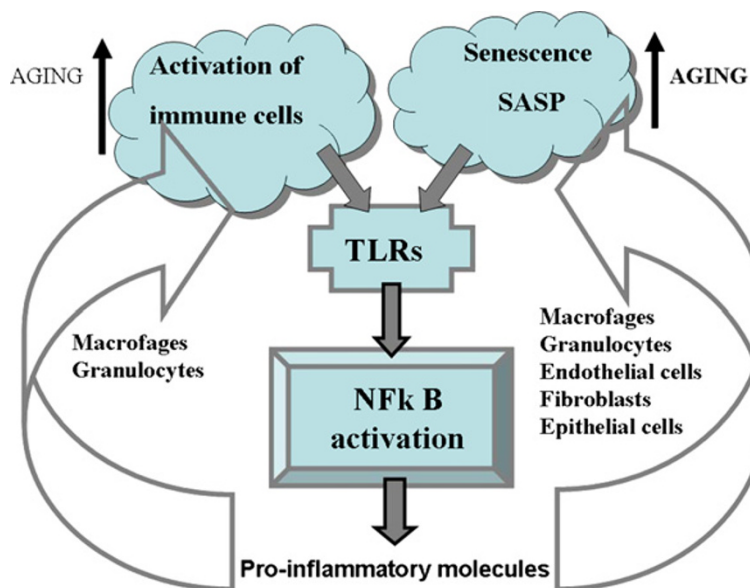 AGING
Activation of
immune cells
Senescence
SASP
AGING
TLRs
Macrofages
Granulocytes
Macrofages
Granulocytes
Endothelial cells
Fibroblasts
Epithelial cells
NFk B
activation
Pro-inflammatory molecules